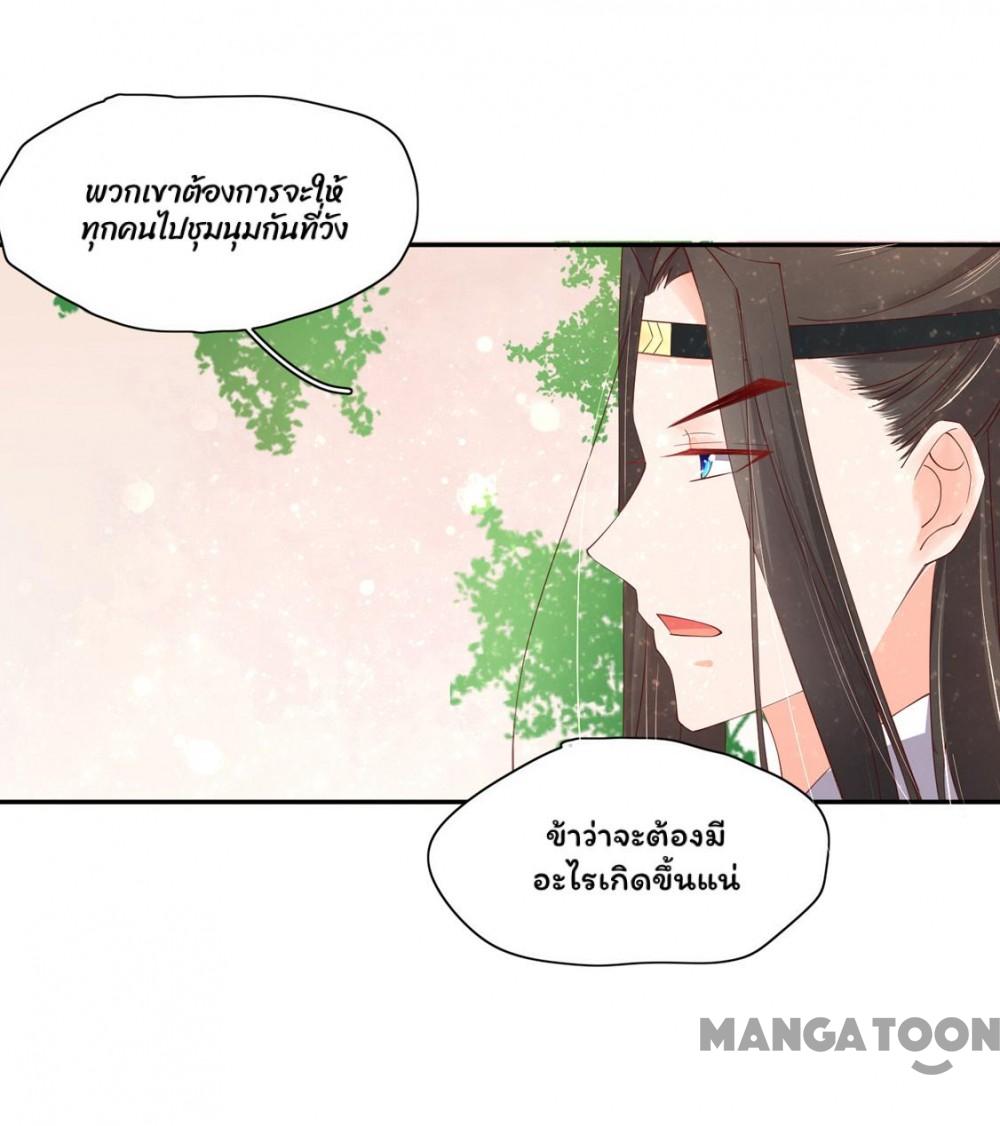 พวกเขาต้องการจะให้
ทุกคนไปชุมนุมกันที่วัง
ข้าว่าจะต้องมี
อะไรเกิดขึ้นแน่
MANGA TOON